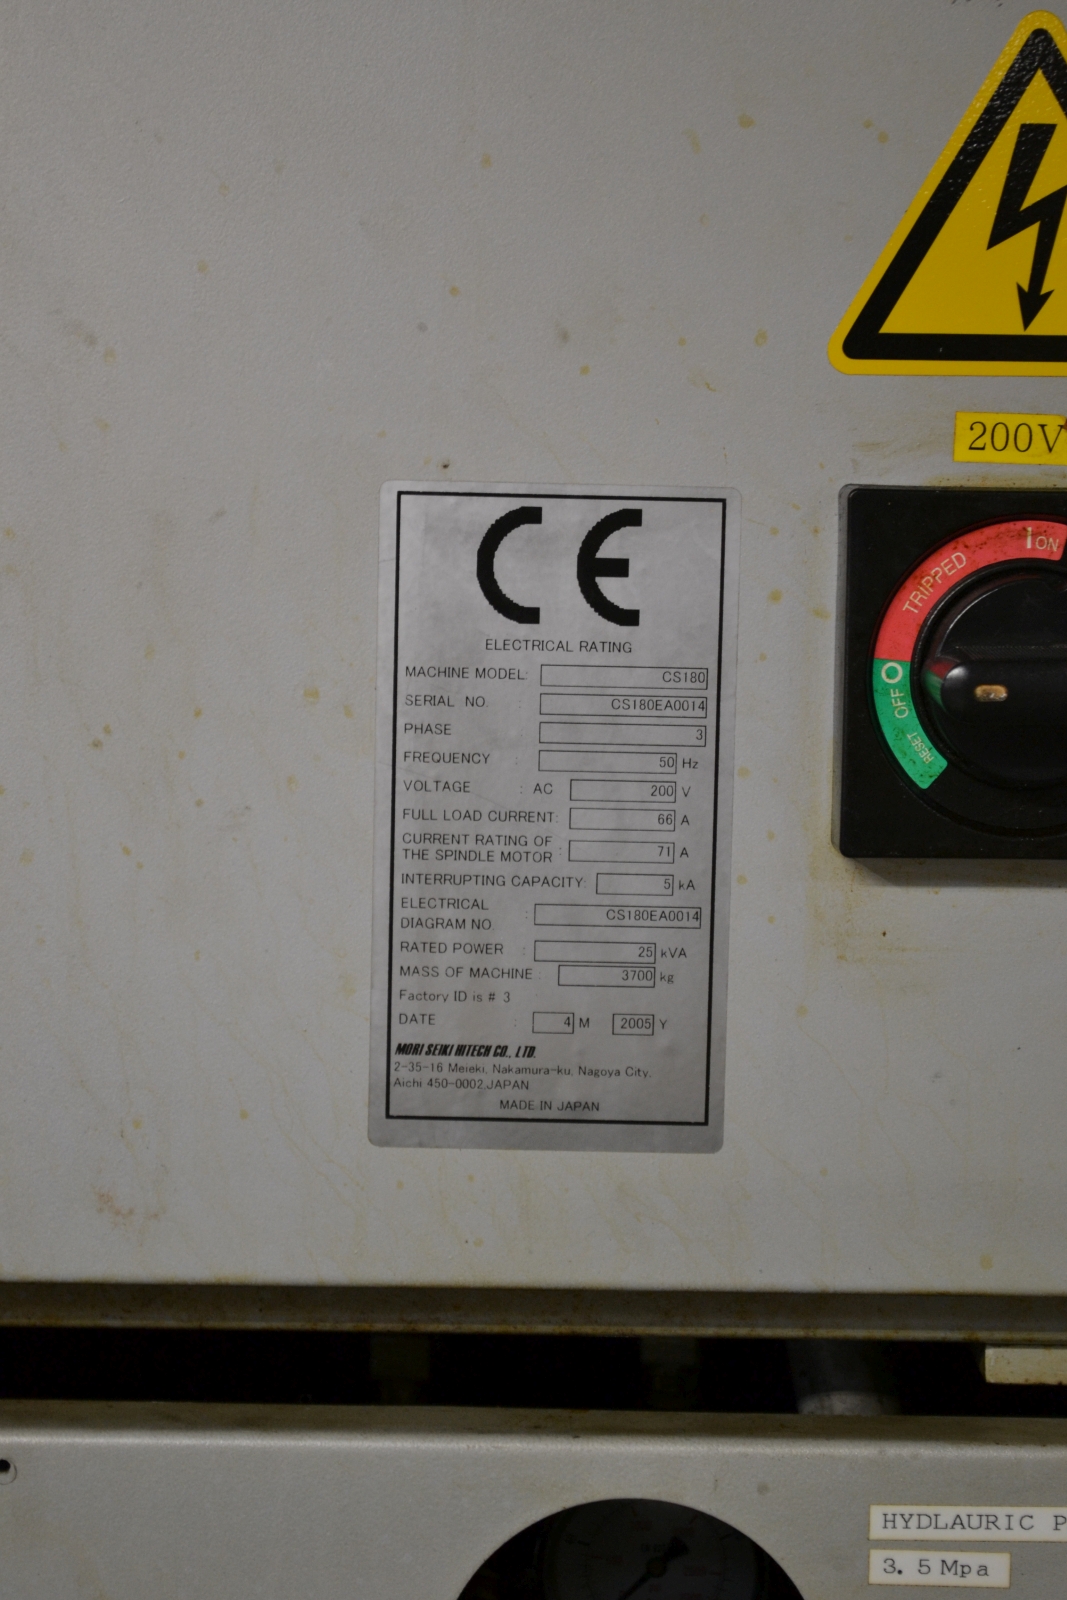 200V
I ON
TRIPPED
O
OFF
RESET
CE
ELECTRICAL RATING
MACHINE MODEL: CS180
SERIAL NO. : CS180EA0014
PHASE 3
FREQUENCY : 50 Hz
VOLTAGE : AC 200 V
FULL LOAD CURRENT: 66 A
CURRENT RATING OF
THE SPINDLE MOTOR : 71 A
INTERRUPTING CAPACITY: 5 kA
ELECTRICAL
DIAGRAM NO. : CS180EA0014
RATED POWER : 25 kVA
MASS OF MACHINE : 3700 kg
Factory ID is # 3
DATE : 4 M 2005 Y
MORI SEIKI HITECH CO., LTD.
2-35-16 Meieki, Nakamura-ku, Nagoya City.
Aichi 450-0002,JAPAN
MADE IN JAPAN
HYDLAURIC P
3.5Mpa